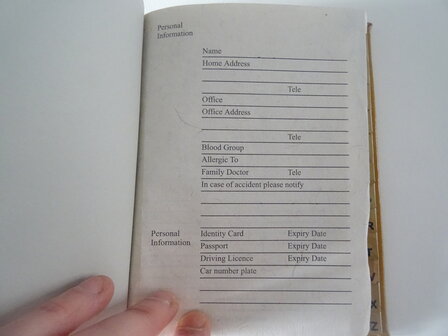 Personal
Information
Name
Home Address
Tele
Office
Office Address
Tele
Blood Group
Allergic To
Family Doctor Tele
In case of accident please notify
Personal
Information
Identity Card Expiry Date
Passport Expiry Date
Driving Licence Expiry Date
Car number plate
R
T
V
X
Z